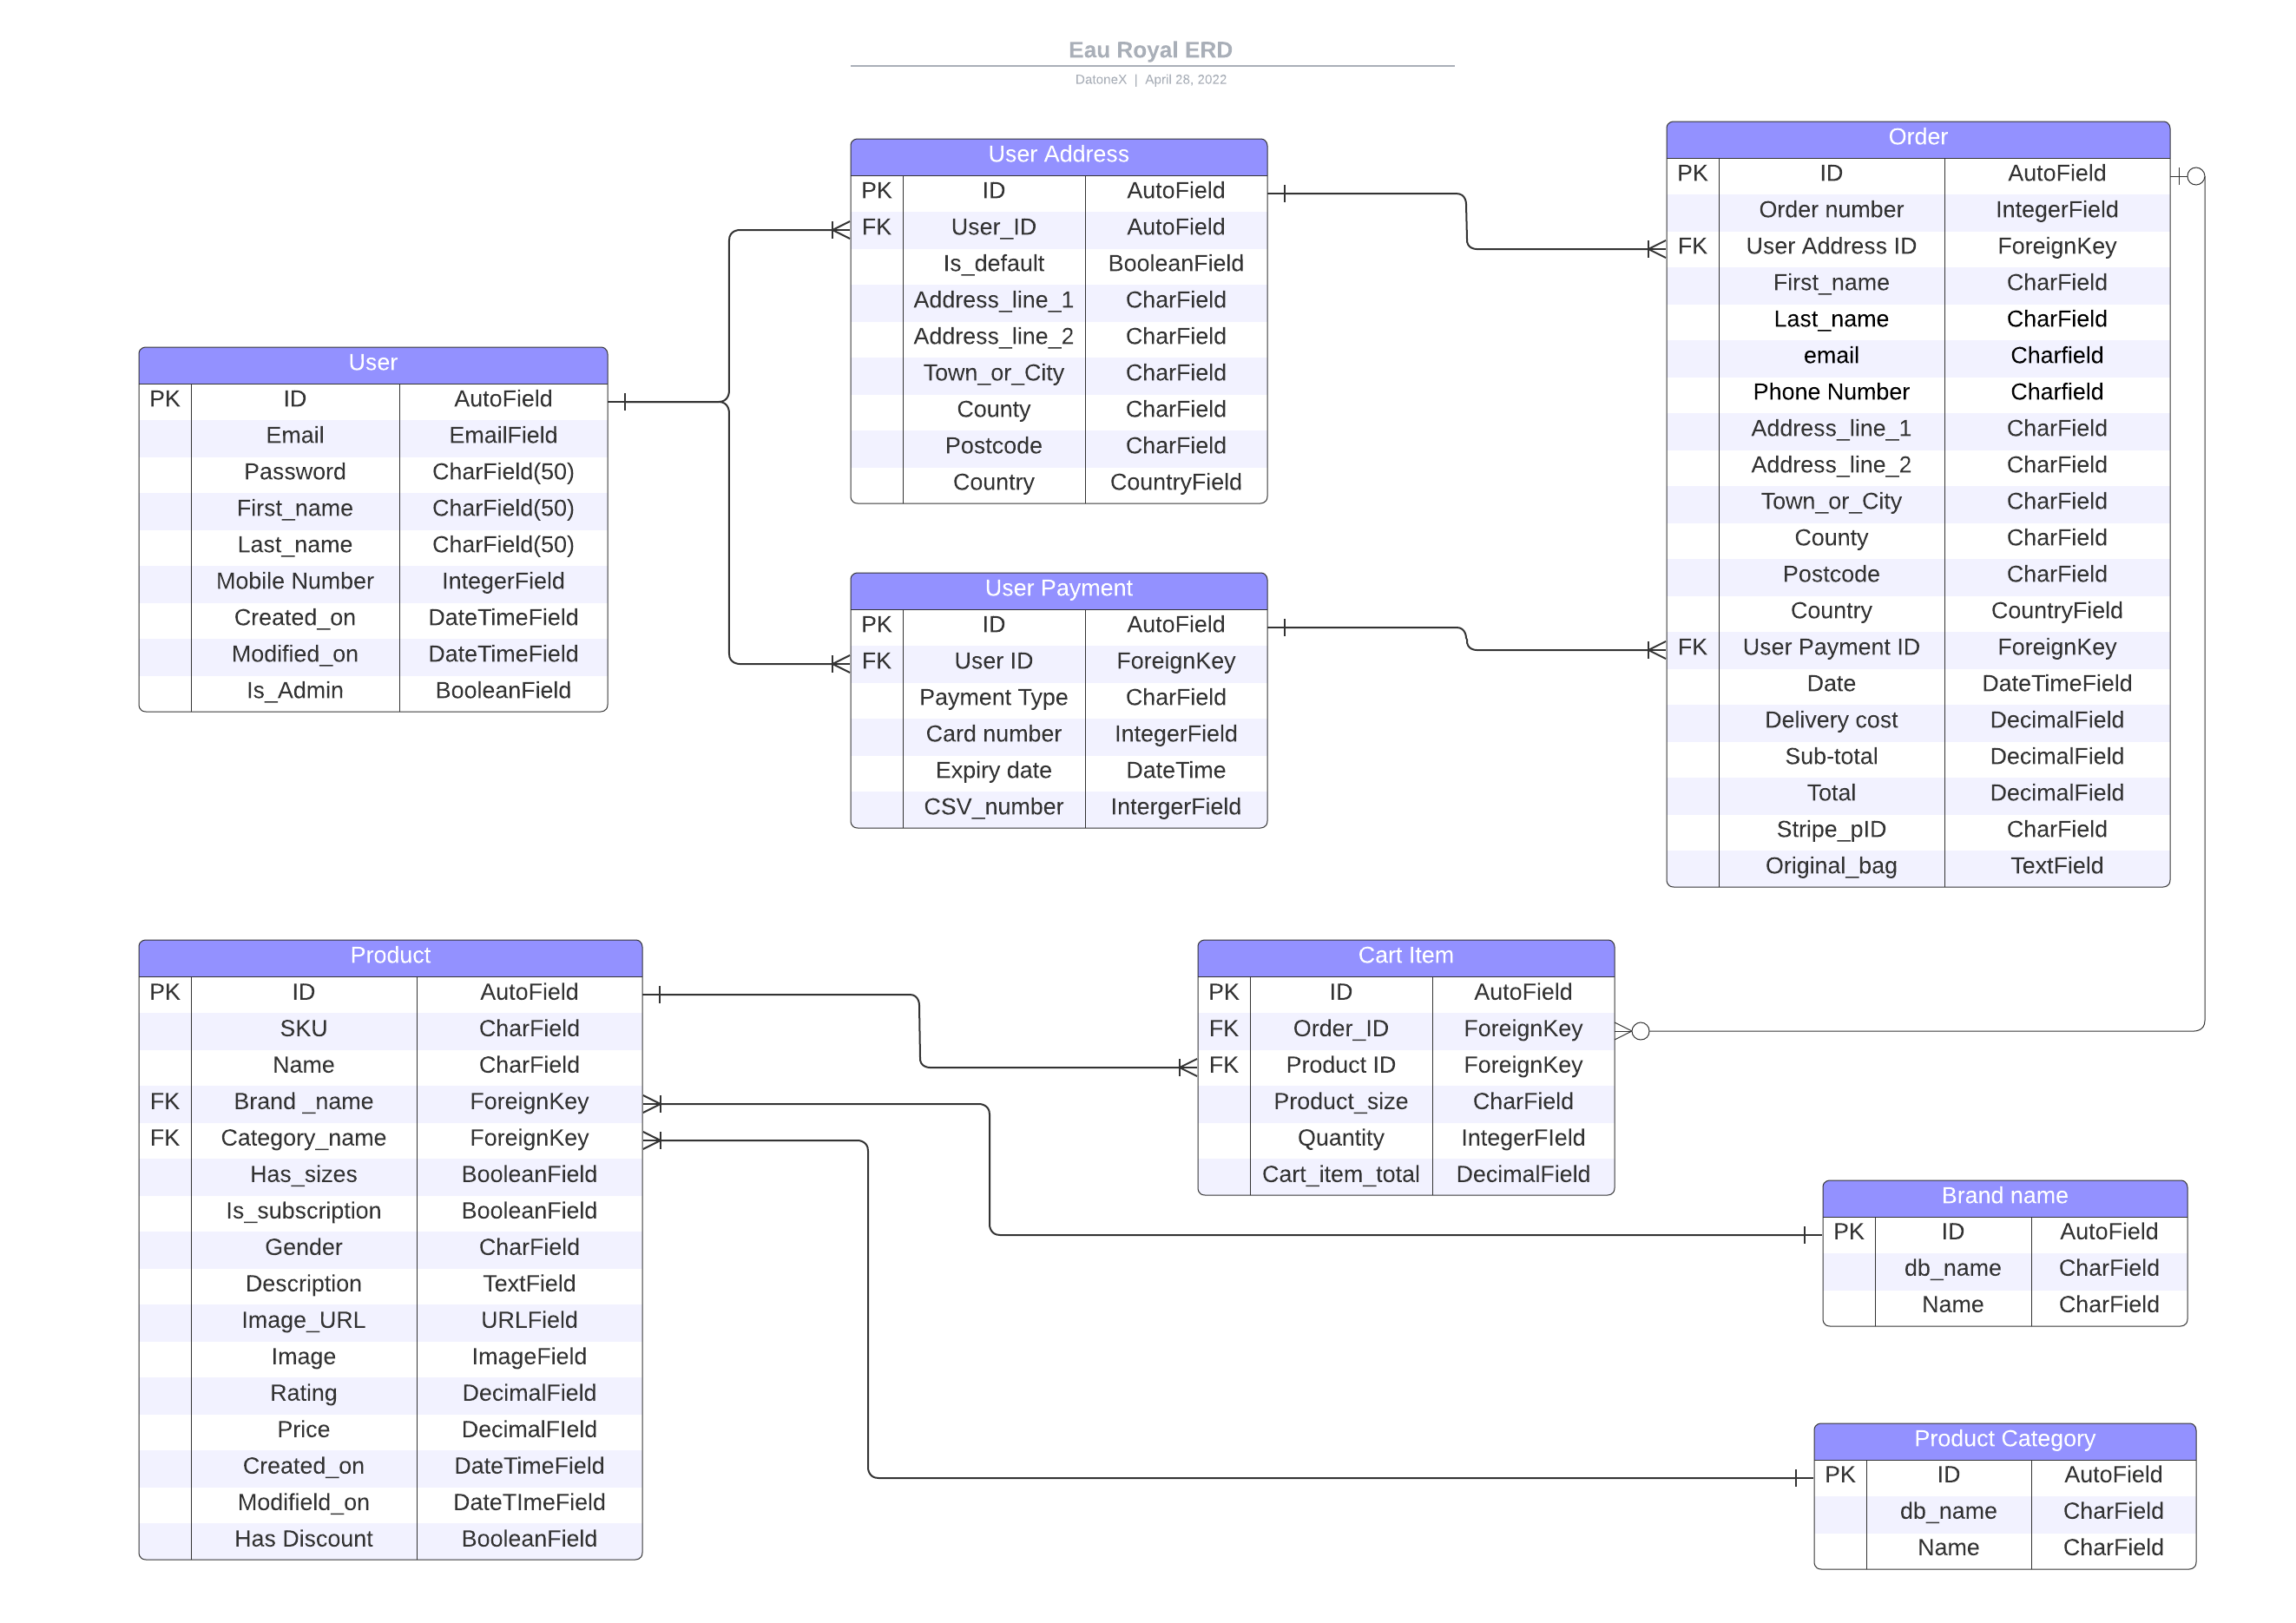 Eau Royal ERD
DatoneX | April 28, 2022
User
PK ID AutoField
Email EmailField
Password CharField(50)
First_name CharField(50)
Last_name CharField(50)
Mobile Number IntegerField
Created_on DateTimeField
Modified_on DateTimeField
Is_Admin BooleanField
User Address
PK ID AutoField
FK User_ID AutoField
Is_default BooleanField
Address_line_1 CharField
Address_line_2 CharField
Town_or_City CharField
County CharField
Postcode CharField
Country CountryField
User Payment
PK ID AutoField
FK User ID ForeignKey
Payment Type CharField
Card number IntegerField
Expiry date DateTime
CSV_number IntergerField
Order
PK ID AutoField
Order number IntegerField
FK User Address ID ForeignKey
First_name CharField
Last_name CharField
email Charfield
Phone Number Charfield
Address_line_1 CharField
Address_line_2 CharField
Town_or_City CharField
County CharField
Postcode CharField
Country CountryField
FK User Payment ID ForeignKey
Date DateTimeField
Delivery cost DecimalField
Sub-total DecimalField
Total DecimalField
Stripe_pID CharField
Original_bag TextField
Product
PK ID AutoField
SKU CharField
Name CharField
FK Brand _name ForeignKey
FK Category_name ForeignKey
Has_sizes BooleanField
Is_subscription BooleanField
Gender CharField
Description TextField
Image_URL URLField
Image ImageField
Rating DecimalField
Price DecimalFIeld
Created_on DateTimeField
Modifield_on DateTImeField
Has Discount BooleanField
Cart Item
PK ID AutoField
FK Order_ID ForeignKey
FK Product ID ForeignKey
Product_size CharField
Quantity IntegerFIeld
Cart_item_total DecimalField
Brand name
PK ID AutoField
db_name CharField
Name CharField
Product Category
PK ID AutoField
db_name CharField
Name CharField